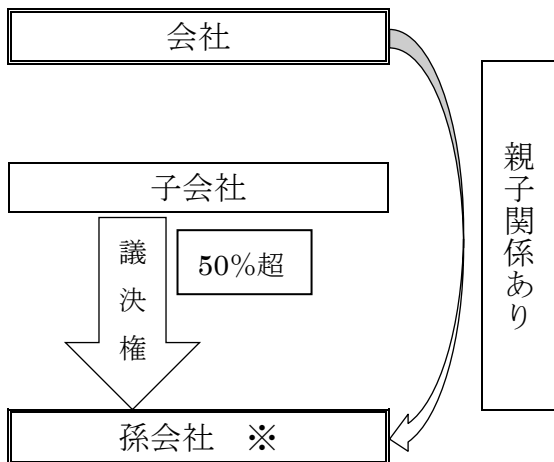 会社
子会社
議決権
50%超
孫会社 ※
親子関係あり